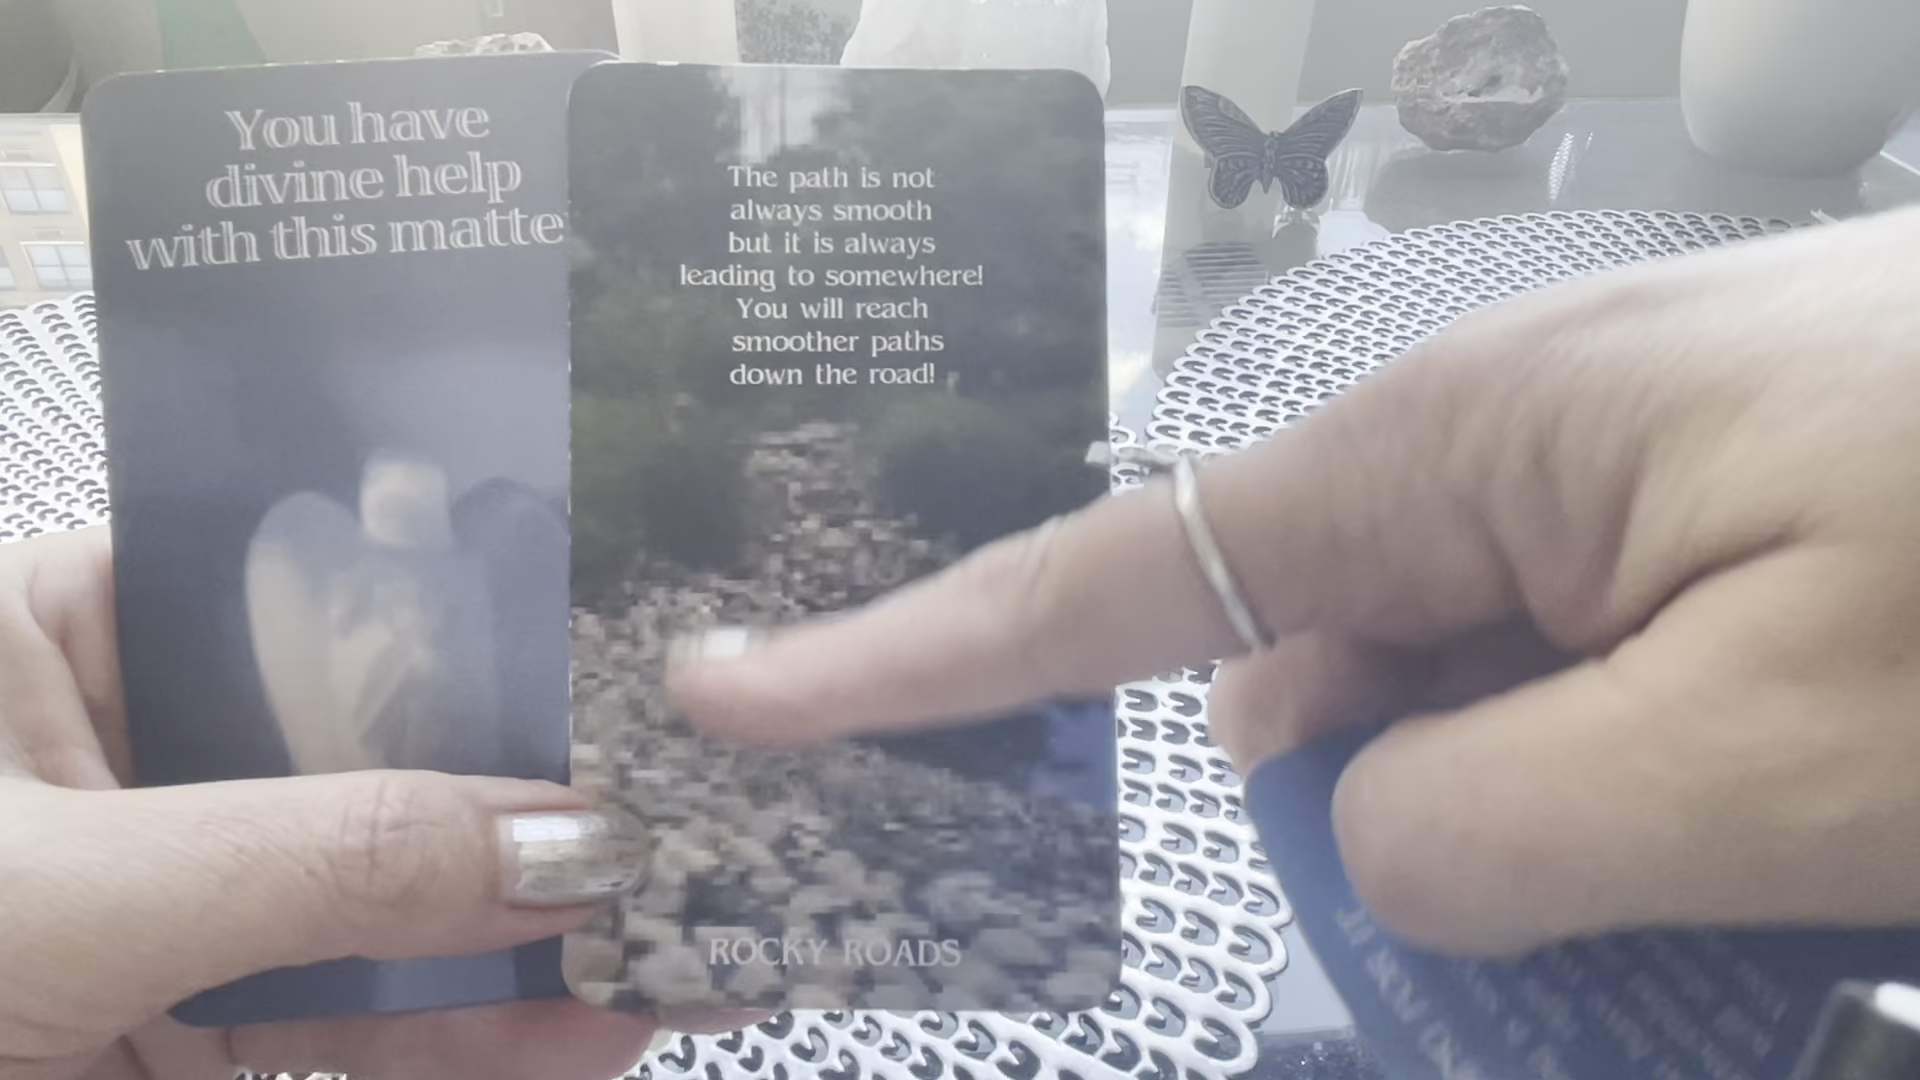 You have
divine help
with this matte
The path is not
always smooth
but it is always
leading to somewhere!
You will reach
smoother paths
down the road!
ROCKY ROADS